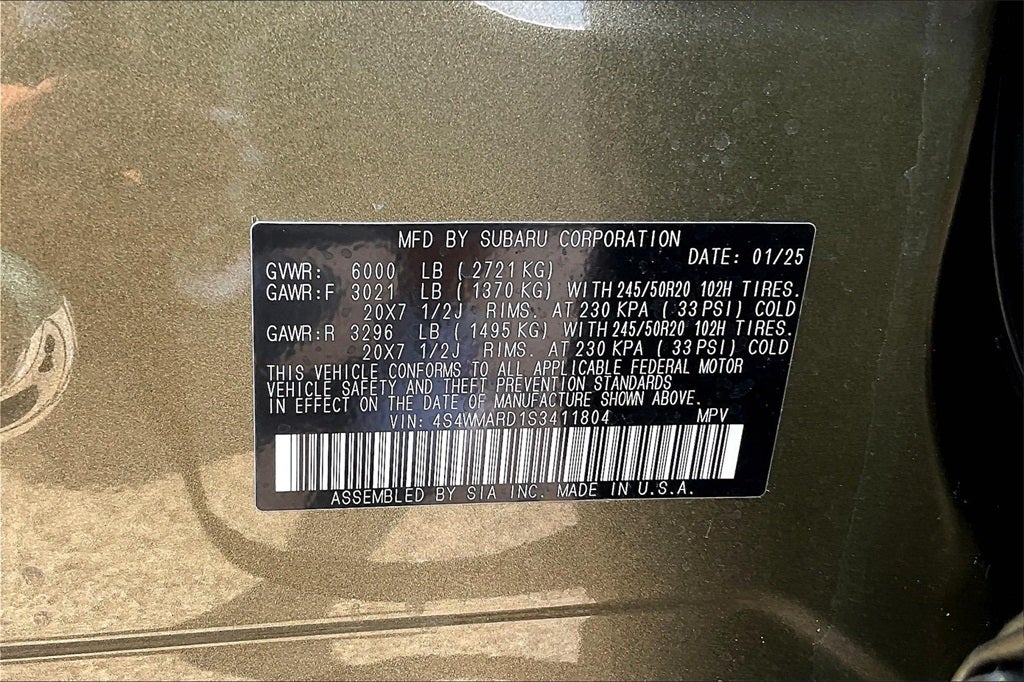 MFD BY SUBARU CORPORATION
DATE: 01/25
GVWR: 6000 LB ( 2721 KG)
GAWR:F 3021 LB ( 1370 KG) WITH 245/50R20 102H TIRES.
20X7 1/2J RIMS. AT 230 KPA ( 33 PSI) COLD
GAWR:R 3296 LB ( 1495 KG) WITH 245/50R20 102H TIRES.
20X7 1/2J RIMS. AT 230 KPA ( 33 PSI) COLD
THIS VEHICLE CONFORMS TO ALL APPLICABLE FEDERAL MOTOR
VEHICLE SAFETY AND THEFT PREVENTION STANDARDS
IN EFFECT ON THE DATE OF MANUFACTURE SHOWN ABOVE.
VIN: 4S4WMARD1S3411804 MPV
ASSEMBLED BY SIA INC. MADE IN U.S.A.